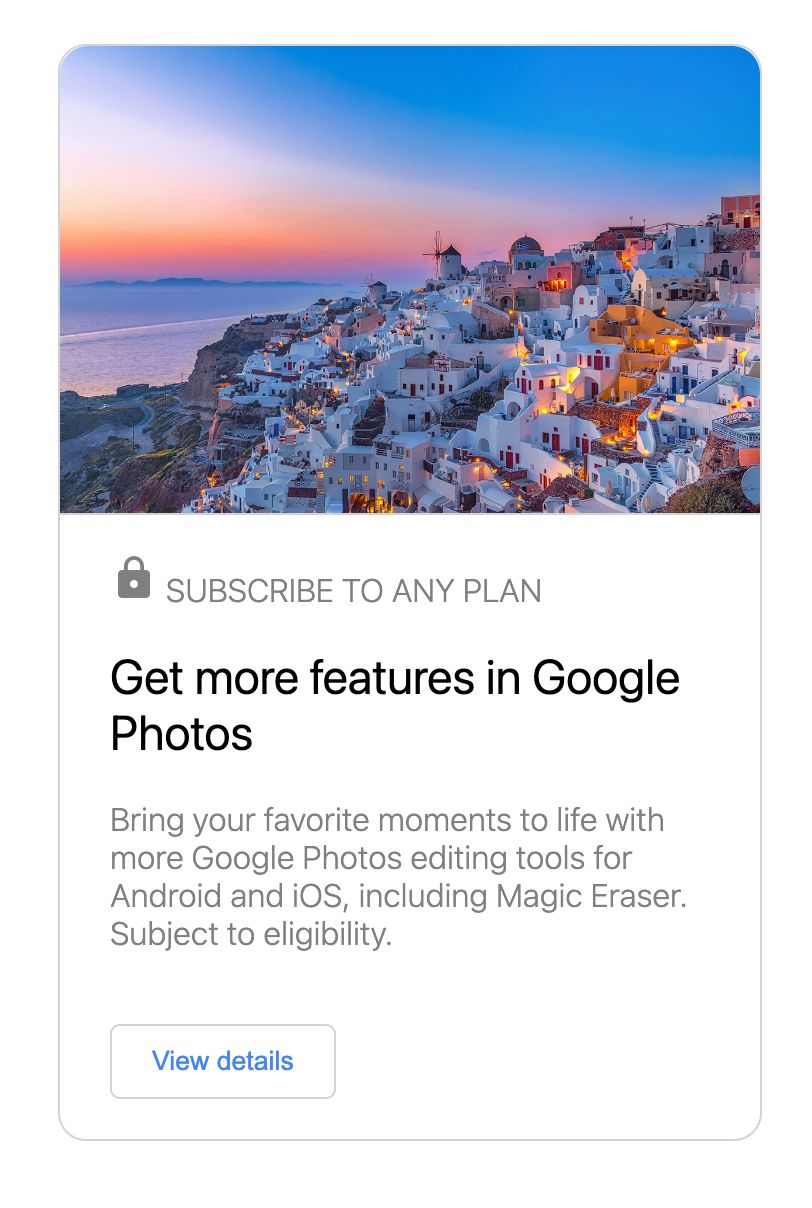 SUBSCRIBE TO ANY PLAN
Get more features in Google
Photos
Bring your favorite moments to life with
more Google Photos editing tools for
Android and iOS, including Magic Eraser.
Subject to eligibility.
View details